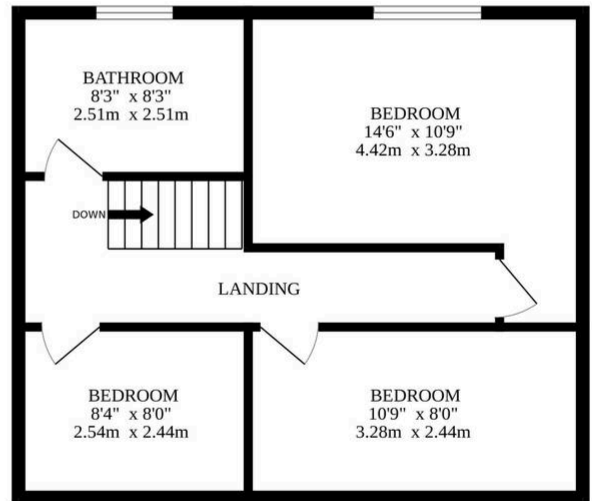 BATHROOM
8'3" x 8'3"
2.51m x 2.51m
BEDROOM
14'6" x 10'9"
4.42m x 3.28m
DOWN
LANDING
BEDROOM
8'4" x 8'0"
2.54m x 2.44m
BEDROOM
10'9" x 8'0"
3.28m x 2.44m